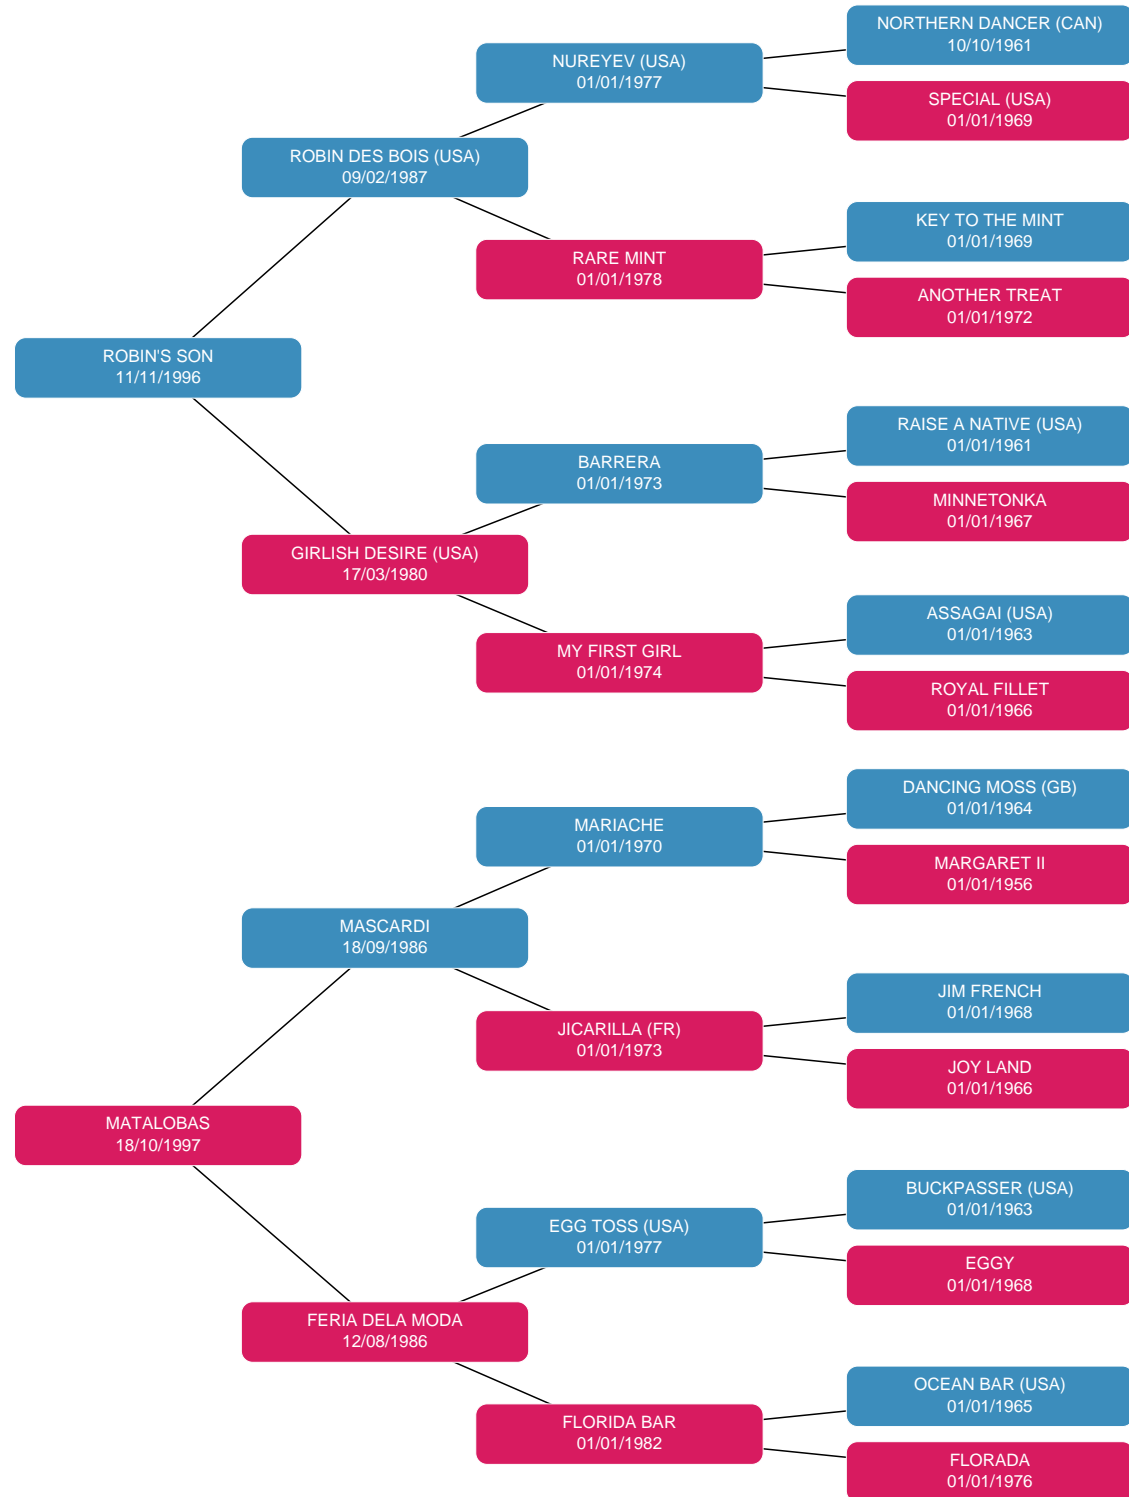 NORTHERN DANCER (CAN)
10/10/1961
NUREYEV (USA)
01/01/1977
SPECIAL (USA)
01/01/1969
ROBIN DES BOIS (USA)
09/02/1987
KEY TO THE MINT
01/01/1969
RARE MINT
01/01/1978
ANOTHER TREAT
01/01/1972
ROBIN'S SON
11/11/1996
RAISE A NATIVE (USA)
01/01/1961
BARRERA
01/01/1973
MINNETONKA
01/01/1967
GIRLISH DESIRE (USA)
17/03/1980
ASSAGAI (USA)
01/01/1963
MY FIRST GIRL
01/01/1974
ROYAL FILLET
01/01/1966
DANCING MOSS (GB)
01/01/1964
MARIACHE
01/01/1970
MARGARET II
01/01/1956
MASCARDI
18/09/1986
JIM FRENCH
01/01/1968
JICARILLA (FR)
01/01/1973
JOY LAND
01/01/1966
MATALOBAS
18/10/1997
BUCKPASSER (USA)
01/01/1963
EGG TOSS (USA)
01/01/1977
EGGY
01/01/1968
FERIA DELA MODA
12/08/1986
OCEAN BAR (USA)
01/01/1965
FLORIDA BAR
01/01/1982
FLORADA
01/01/1976